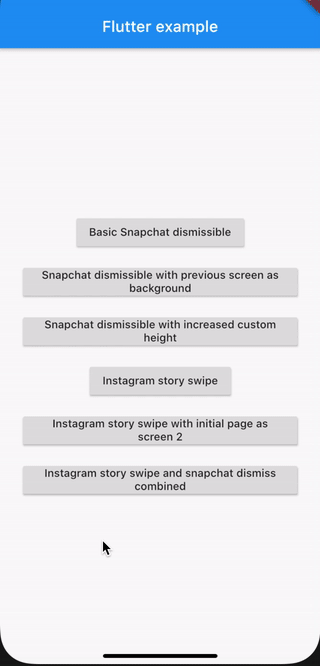 Flutter example
Basic Snapchat dismissible
Snapchat dismissible with previous screen as
background
Snapchat dismissible with increased custom
height
Instagram story swipe
Instagram story swipe with initial page as
screen 2
Instagram story swipe and snapchat dismiss
combined